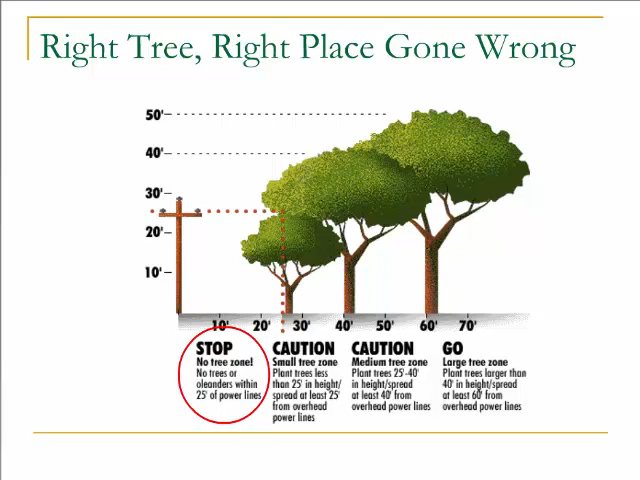 Right Tree, Right Place Gone Wrong
50'
40'
30'
20'
10'
10' 20' 30' 40' 50' 60' 70'
STOP
No tree zone!
No trees or
oleanders within
25' of power lines
CAUTION
Small tree zone
Plant trees less
than 25' in height/
spread at least 25'
from overhead
power lines
CAUTION
Medium tree zone
Plant trees 25'-40'
in height/spread
at least 40' from
overhead power lines
GO
Large tree zone
Plant trees larger than
40' in height/spread
at least 60' from
overhead power lines